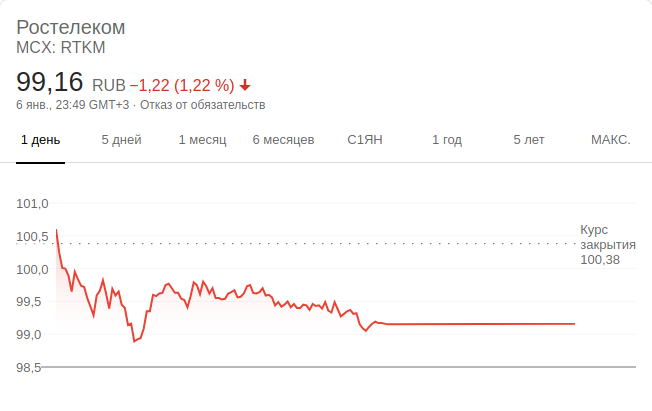 Ростелеком
MCX: RTKM
99,16 RUB −1,22 (1,22 %)
6 янв., 23:49 GMT+3 · Отказ от обязательств
1 день 5 дней 1 месяц 6 месяцев С1ЯН 1 год 5 лет МАКС.
101,0
100,5
100,0
99,5
99,0
98,5
Курс
закрытия
100,38